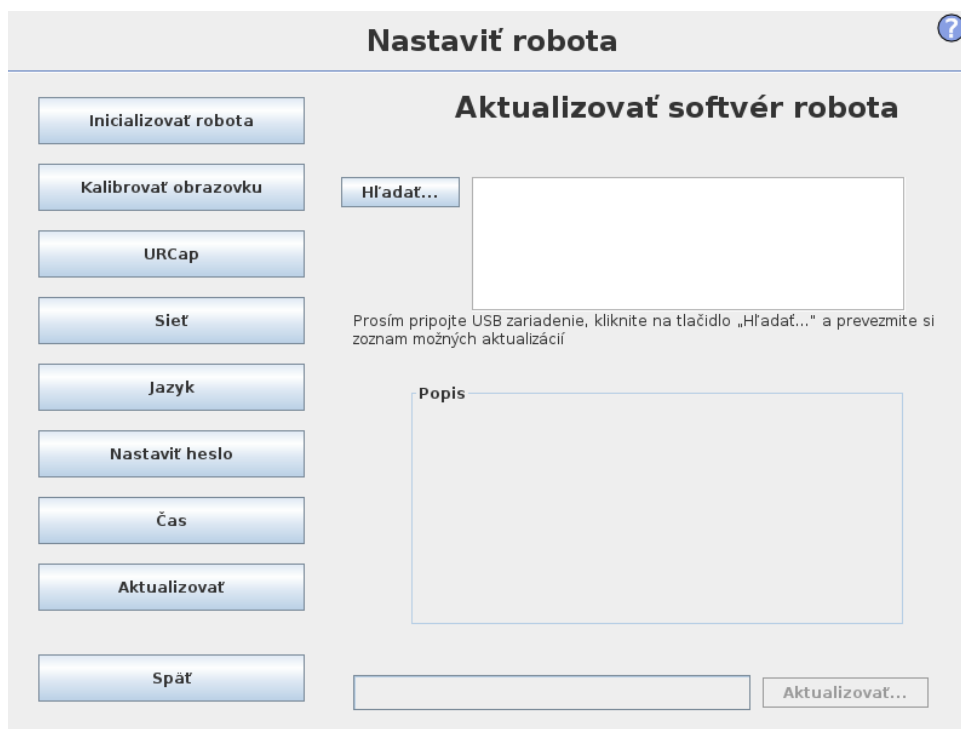 Nastaviť robota
?
Inicializovať robota
Kalibrovať obrazovku
URCap
Sieť
Jazyk
Nastaviť heslo
Čas
Aktualizovať
Späť
Aktualizovať softvér robota
Hľadať...
Prosím pripojte USB zariadenie, kliknite na tlačidlo „Hľadať..." a prevezmite si
zoznam možných aktualizácií
Popis
Aktualizovať...